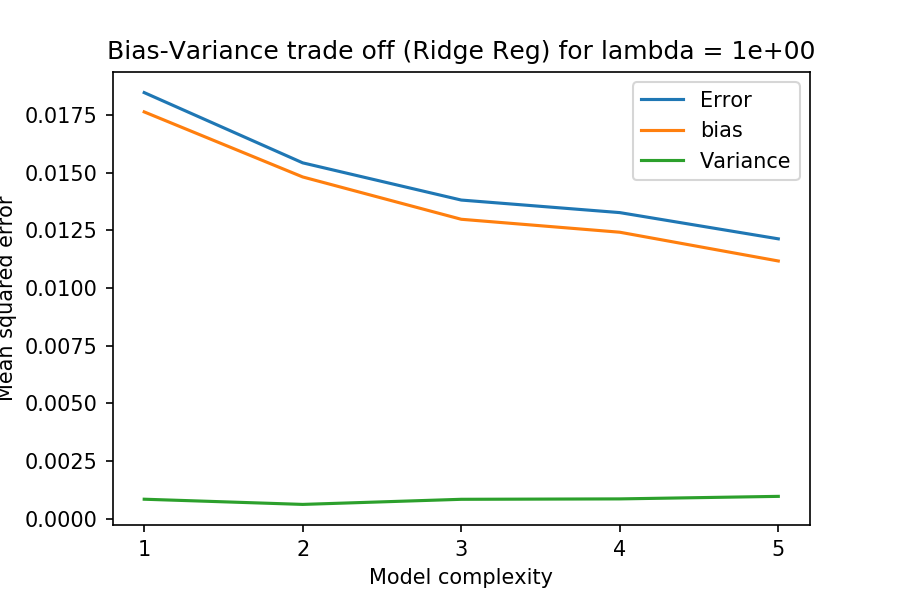 Bias-Variance trade off (Ridge Reg) for lambda = 1e+00
Error
bias
Variance
Mean squared error
0.0175
0.0150
0.0125
0.0100
0.0075
0.0050
0.0025
0.0000
1 2 3 4 5
Model complexity